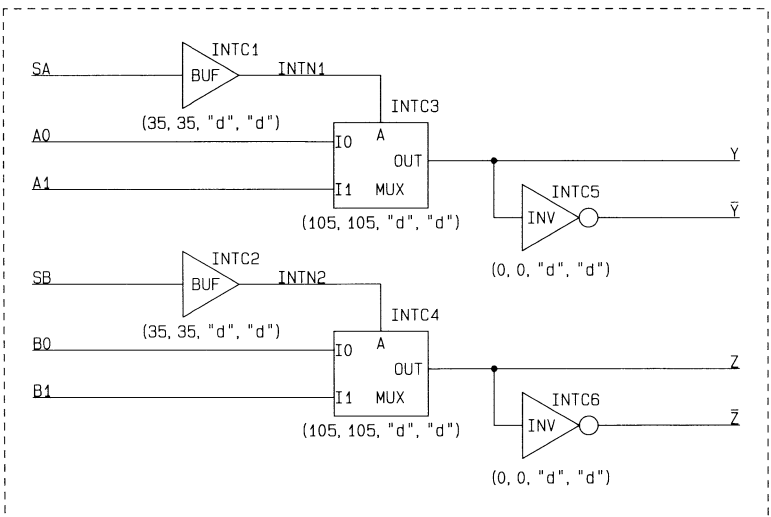 INTC1
SA
BUF
INTN1
(35, 35, "d", "d")
INTC3
A0
I0
A
OUT
Y
A1
I1
MUX
(105, 105, "d", "d")
INTC5
INV
Ȳ
(0, 0, "d", "d")
INTC2
SB
BUF
INTN2
(35, 35, "d", "d")
INTC4
B0
I0
A
OUT
Z
B1
I1
MUX
(105, 105, "d", "d")
INTC6
INV
Z̄
(0, 0, "d", "d")